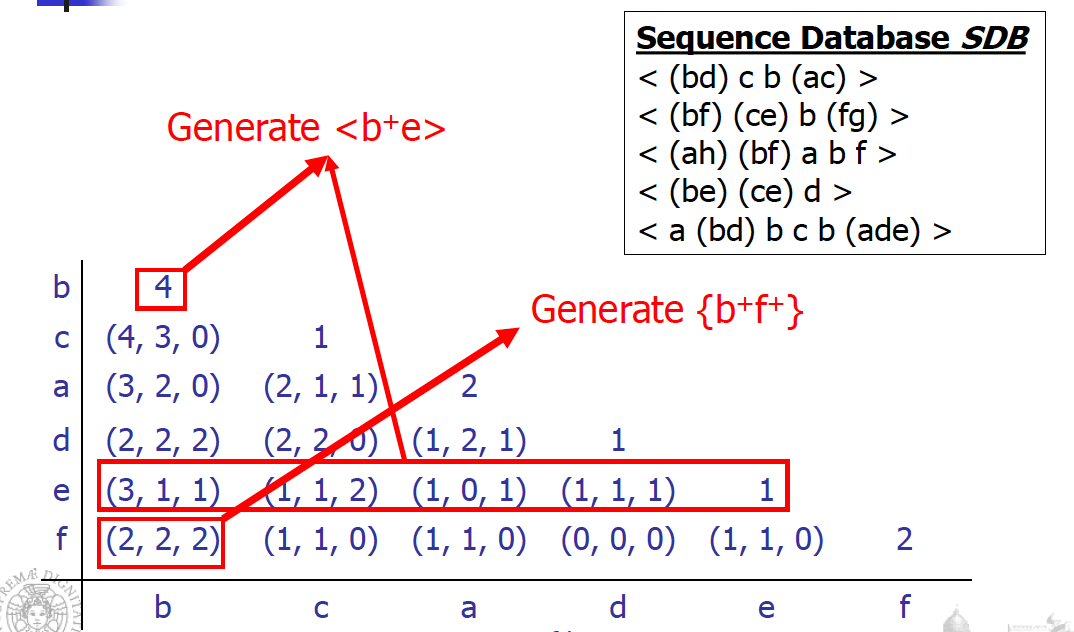 Sequence Database SDB
< (bd) c b (ac) >
< (bf) (ce) b (fg) >
< (ah) (bf) a b f >
< (be) (ce) d >
< a (bd) b c b (ade) >
Generate <b⁺e>
Generate {b⁺f⁺}
b 4
c (4, 3, 0) 1
a (3, 2, 0) (2, 1, 1) 2
d (2, 2, 2) (2, 2, 0) (1, 2, 1) 1
e (3, 1, 1) (1, 1, 2) (1, 0, 1) (1, 1, 1) 1
f (2, 2, 2) (1, 1, 0) (1, 1, 0) (0, 0, 0) (1, 1, 0) 2
b c a d e f